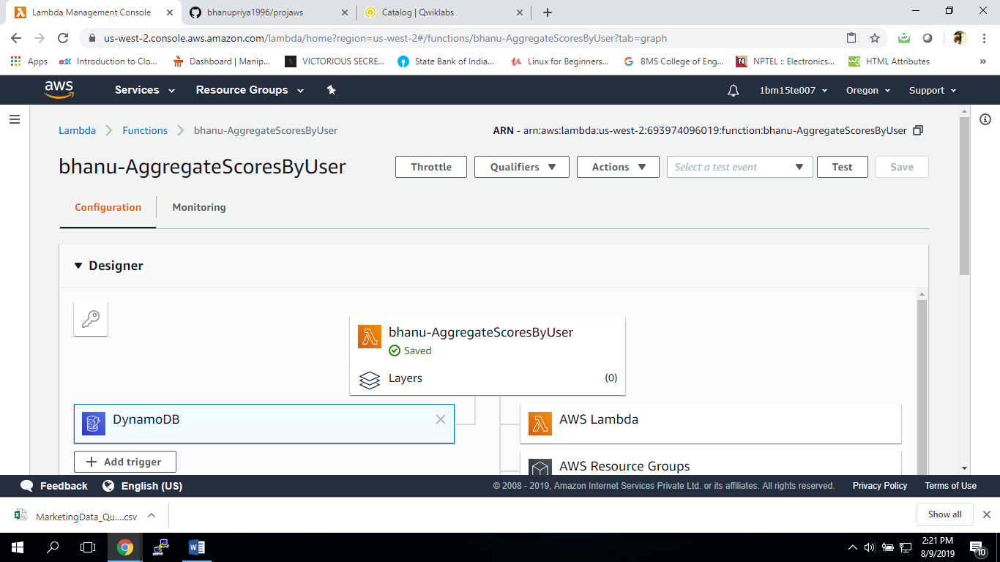 Lambda Management Console
bhanupriya1996/projaws
Catalog | Qwiklabs
us-west-2.console.aws.amazon.com/lambda/home?region=us-west-2#/functions/bhanu-AggregateScoresByUser?tab=graph
Apps
edX
Introduction to Clo...
Dashboard | Manip...
VICTORIOUS SECRE...
State Bank of India...
Linux for Beginners...
BMS College of Eng...
NPTEL :: Electronics...
HTML Attributes
aws
Services
Resource Groups
1bm15te007
Oregon
Support
Lambda
Functions
bhanu-AggregateScoresByUser
ARN - arn:aws:lambda:us-west-2:693974096019:function:bhanu-AggregateScoresByUser
bhanu-AggregateScoresByUser
Throttle
Qualifiers
Actions
Select a test event
Test
Save
Configuration
Monitoring
Designer
bhanu-AggregateScoresByUser
Saved
Layers
(0)
DynamoDB
Add trigger
AWS Lambda
AWS Resource Groups
Feedback
English (US)
© 2008 - 2019, Amazon Internet Services Private Ltd. or its affiliates. All rights reserved.
Privacy Policy
Terms of Use
MarketingData_Qu....csv
Show all
2:21 PM
8/9/2019
10